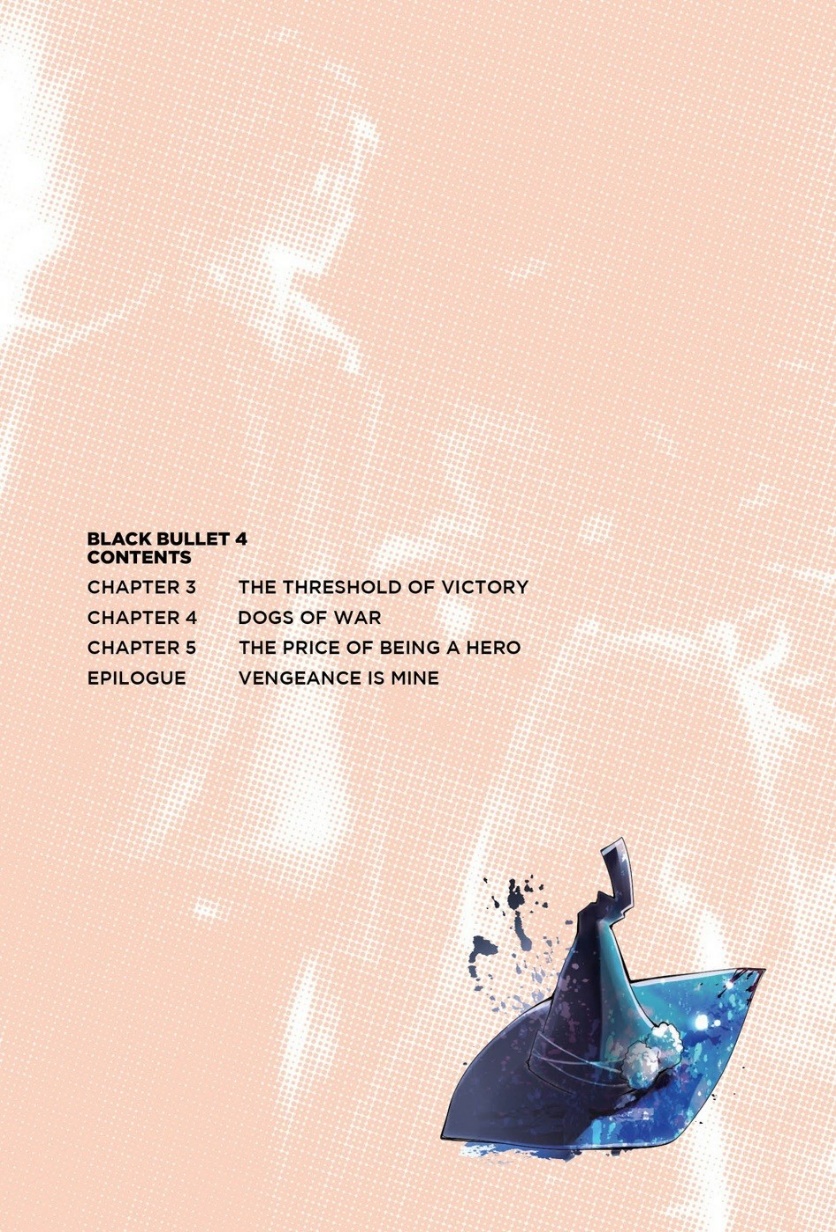 BLACK BULLET 4
CONTENTS
CHAPTER 3 THE THRESHOLD OF VICTORY
CHAPTER 4 DOGS OF WAR
CHAPTER 5 THE PRICE OF BEING A HERO
EPILOGUE VENGEANCE IS MINE